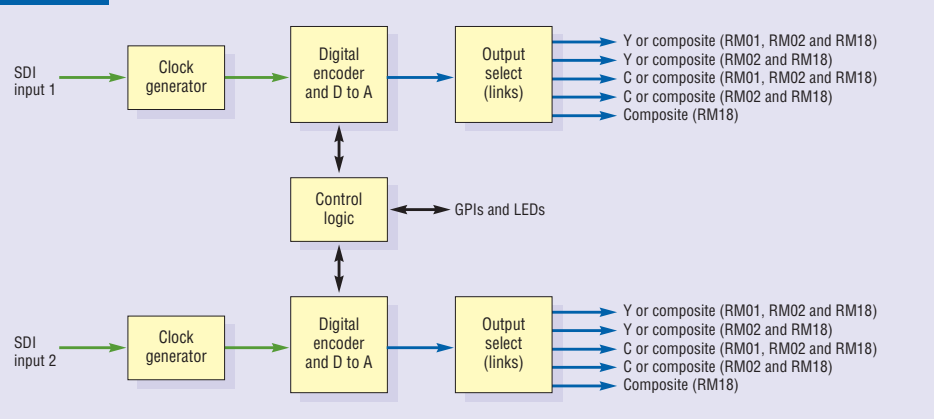 SDI
input 1
Clock
generator
Digital
encoder
and D to A
Output
select
(links)
Y or composite (RM01, RM02 and RM18)
Y or composite (RM02 and RM18)
C or composite (RM01, RM02 and RM18)
C or composite (RM02 and RM18)
Composite (RM18)
Control
logic
GPIs and LEDs
SDI
input 2
Clock
generator
Digital
encoder
and D to A
Output
select
(links)
Y or composite (RM01, RM02 and RM18)
Y or composite (RM02 and RM18)
C or composite (RM01, RM02 and RM18)
C or composite (RM02 and RM18)
Composite (RM18)